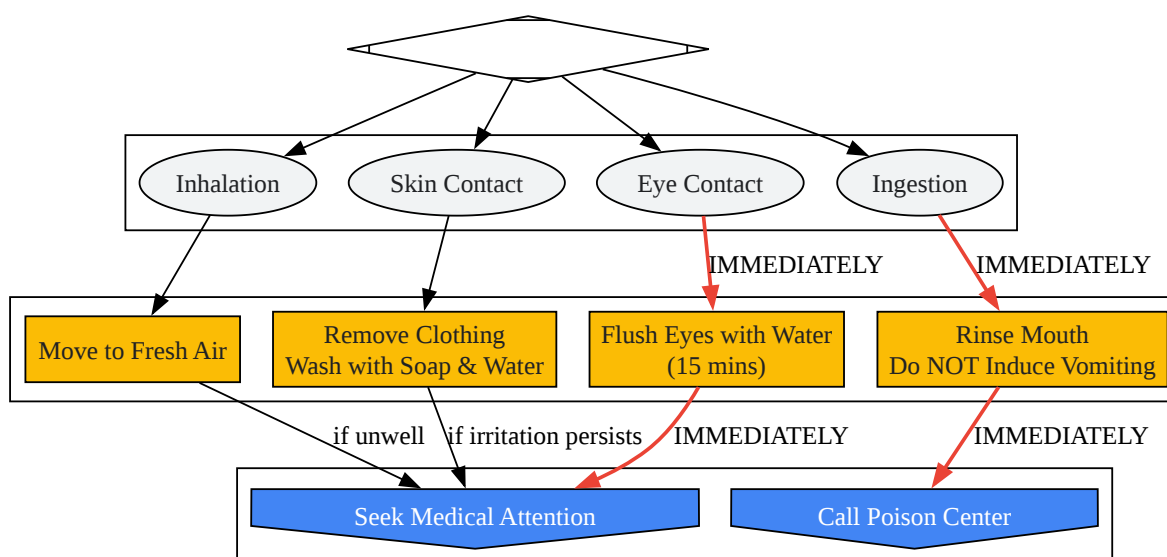 Inhalation
Skin Contact
Eye Contact
Ingestion
IMMEDIATELY
IMMEDIATELY
Move to Fresh Air
Remove Clothing
Wash with Soap & Water
Flush Eyes with Water
(15 mins)
Rinse Mouth
Do NOT Induce Vomiting
if unwell
if irritation persists
IMMEDIATELY
IMMEDIATELY
Seek Medical Attention
Call Poison Center